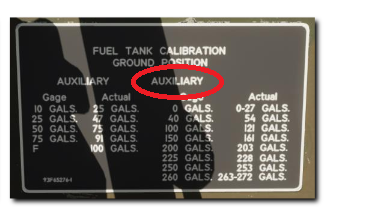 FUEL TANK CALIBRATION
GROUND POSITION
AUXILIARY AUXILIARY
Gage Actual Gage Actual
10 GALS. 25 GALS. 0 GALS. 0-27 GALS.
25 GALS. 47 GALS. 40 GALS. 54 GALS.
50 GALS. 75 GALS. 100 GALS. 121 GALS.
75 GALS. 91 GALS. 150 GALS. 161 GALS.
F 100 GALS. 200 GALS. 203 GALS.
225 GALS. 228 GALS.
250 GALS. 253 GALS.
260 GALS. 263-272 GALS.